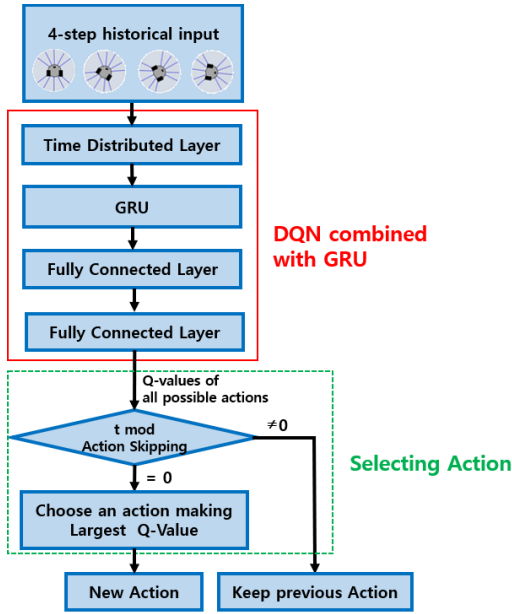 4-step historical input
Time Distributed Layer
GRU
Fully Connected Layer
Fully Connected Layer
DQN combined
with GRU
Q-values of
all possible actions
t mod
Action Skipping
≠0
= 0
Selecting Action
Choose an action making
Largest Q-Value
New Action
Keep previous Action